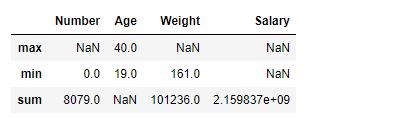 Number Age Weight Salary
max NaN 40.0 NaN NaN
min 0.0 19.0 161.0 NaN
sum 8079.0 NaN 101236.0 2.159837e+09